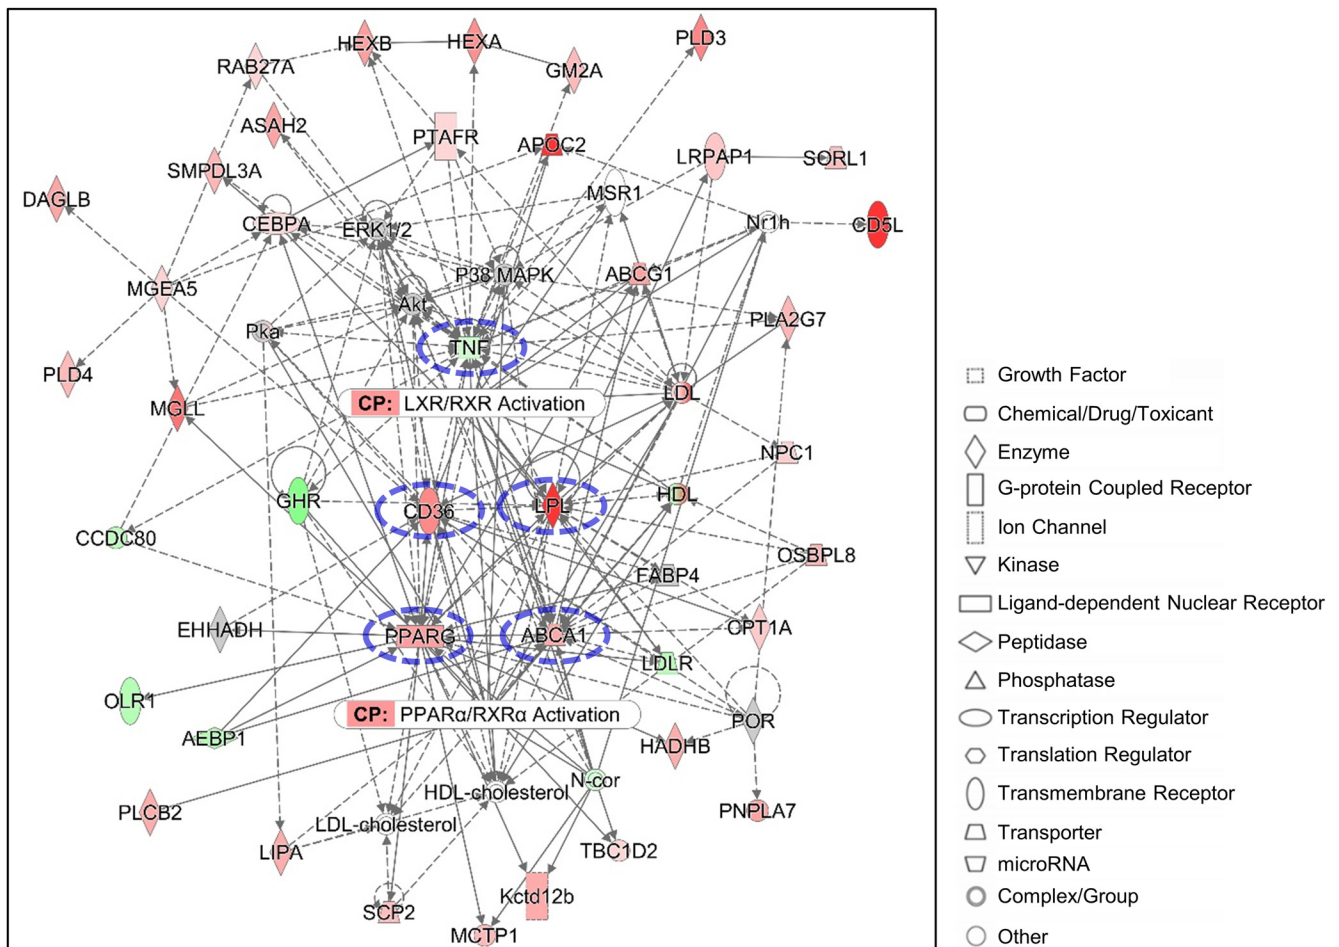 HEXB
HEXA
PLD3
RAB27A
GM2A
ASAH2
PTAFR
APOC2
LRPAP1
SORL1
SMPDL3A
DAGLB
MSR1
CEBPA
ERK1/2
Nr1h
CD5L
P38 MAPK
ABCG1
MGEA5
Akt
Pka
PLA2G7
TNF
PLD4
MGLL
LDL
CP: LXR/RXR Activation
NPC1
GHR
CD36
LPL
HDL
CCDC80
OSBPL8
FABP4
EHHADH
PPARG
ABCA1
CPT1A
LDLR
OLR1
CP: PPARα/RXRα Activation
POR
AEBP1
HADHB
N-cor
HDL-cholesterol
PLCB2
LDL-cholesterol
PNPLA7
LIPA
TBC1D2
Kctd12b
SCP2
MCTP1
Growth Factor
Chemical/Drug/Toxicant
Enzyme
G-protein Coupled Receptor
Ion Channel
Kinase
Ligand-dependent Nuclear Receptor
Peptidase
Phosphatase
Transcription Regulator
Translation Regulator
Transmembrane Receptor
Transporter
microRNA
Complex/Group
Other